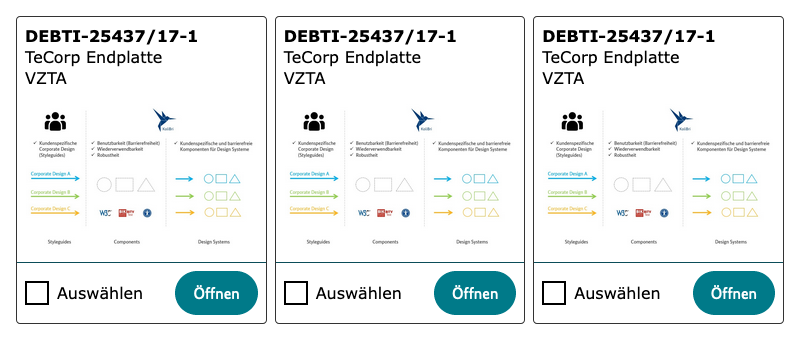 DEBTI-25437/17-1
TeCorp Endplatte
VZTA
KoliBri
✓ Kundenspezifische
Corporate Design
(Styleguides)
✓ Benutzbarkeit (Barrierefreiheit)
✓ Wiederverwendbarkeit
✓ Robustheit
✓ Kundenspezifische und barrierefreie
Komponenten für Design Systeme
Corporate Design A
Corporate Design B
Corporate Design C
W3C
BITV
Styleguides
Components
Design Systems
Auswählen
Öffnen
DEBTI-25437/17-1
TeCorp Endplatte
VZTA
KoliBri
✓ Kundenspezifische
Corporate Design
(Styleguides)
✓ Benutzbarkeit (Barrierefreiheit)
✓ Wiederverwendbarkeit
✓ Robustheit
✓ Kundenspezifische und barrierefreie
Komponenten für Design Systeme
Corporate Design A
Corporate Design B
Corporate Design C
W3C
BITV
Styleguides
Components
Design Systems
Auswählen
Öffnen
DEBTI-25437/17-1
TeCorp Endplatte
VZTA
KoliBri
✓ Kundenspezifische
Corporate Design
(Styleguides)
✓ Benutzbarkeit (Barrierefreiheit)
✓ Wiederverwendbarkeit
✓ Robustheit
✓ Kundenspezifische und barrierefreie
Komponenten für Design Systeme
Corporate Design A
Corporate Design B
Corporate Design C
W3C
BITV
Styleguides
Components
Design Systems
Auswählen
Öffnen